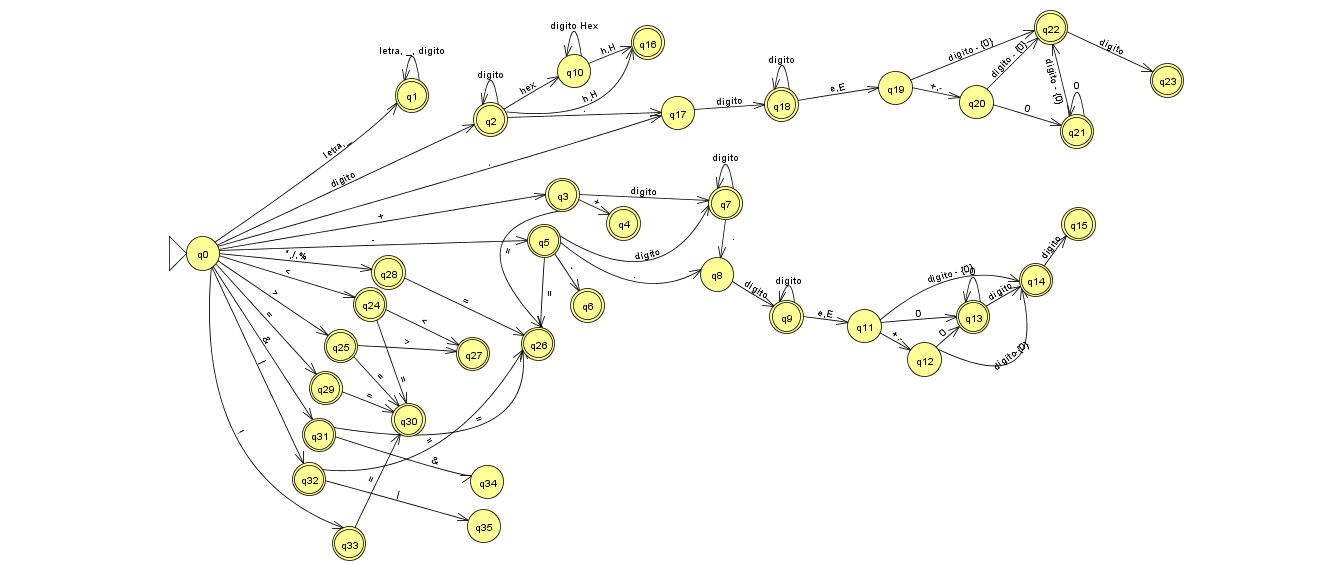 letra, _, digito
q1
digito
q2
digito Hex
q10
hex
h,H
q16
h,H
.
q17
digito
digito
q18
e,E
q19
digito - {0}
+,-
q20
digito - {0}
0
digito - {0}
0
q21
q22
digito
q23
letra,_
digito
.
+
q3
digito
+
q4
=
digito
q7
.
q0
q5
digito
.
q6
=
.
q8
digito
digito
q9
e,E
q11
digito - {0}
0
+,-
q12
0
digito-{0}
0
q13
digito
q14
digito
q15
*,/,%
q28
=
<
q24
<
=
>
q25
>
=
q27
q26
=
q29
=
q30
&
q31
=
&
q34
|
q32
=
|
q35
q33
=